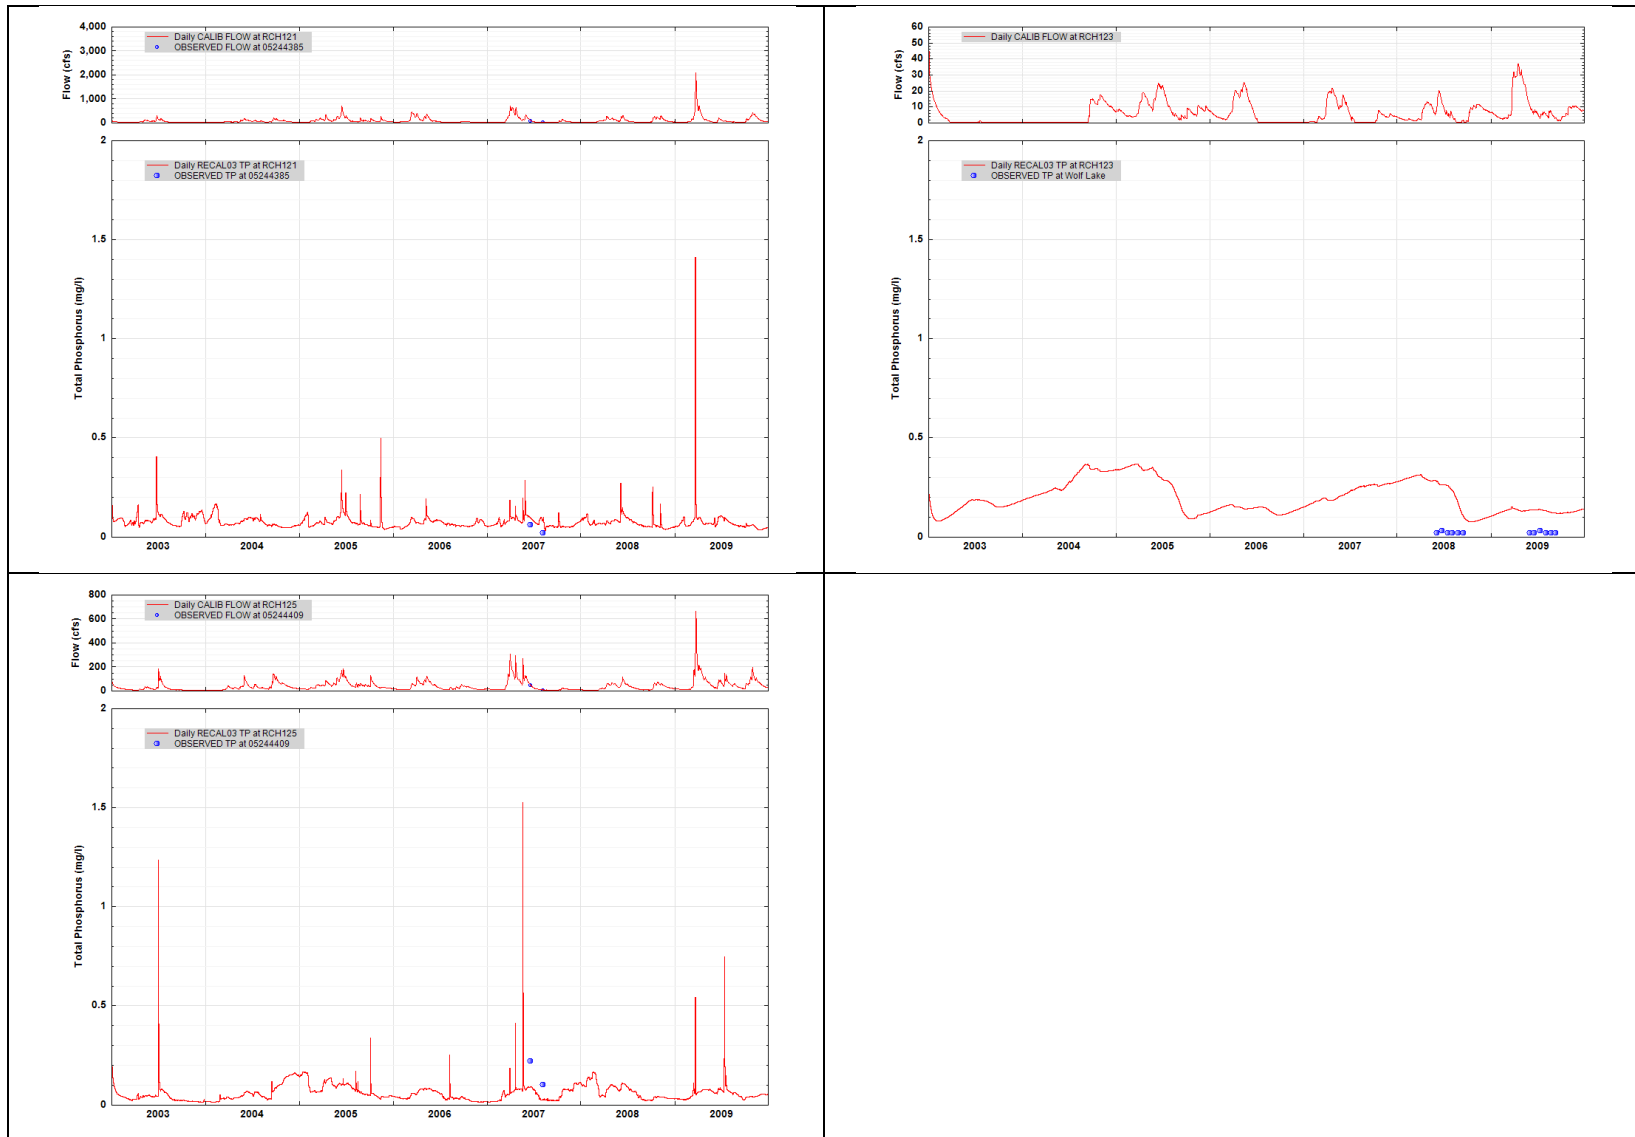 4,000
3,000
2,000
1,000
0
Flow (cfs)
Daily CALIB FLOW at RCH121
OBSERVED FLOW at 05244385
2
1.5
1
0.5
0
Total Phosphorus (mg/l)
Daily RECAL03 TP at RCH121
OBSERVED TP at 05244385
2003 2004 2005 2006 2007 2008 2009
60
50
40
30
20
10
0
Flow (cfs)
Daily CALIB FLOW at RCH123
2
1.5
1
0.5
0
Total Phosphorus (mg/l)
Daily RECAL03 TP at RCH123
OBSERVED TP at Wolf Lake
2003 2004 2005 2006 2007 2008 2009
800
600
400
200
0
Flow (cfs)
Daily CALIB FLOW at RCH125
OBSERVED FLOW at 05244409
2
1.5
1
0.5
0
Total Phosphorus (mg/l)
Daily RECAL03 TP at RCH125
OBSERVED TP at 05244409
2003 2004 2005 2006 2007 2008 2009